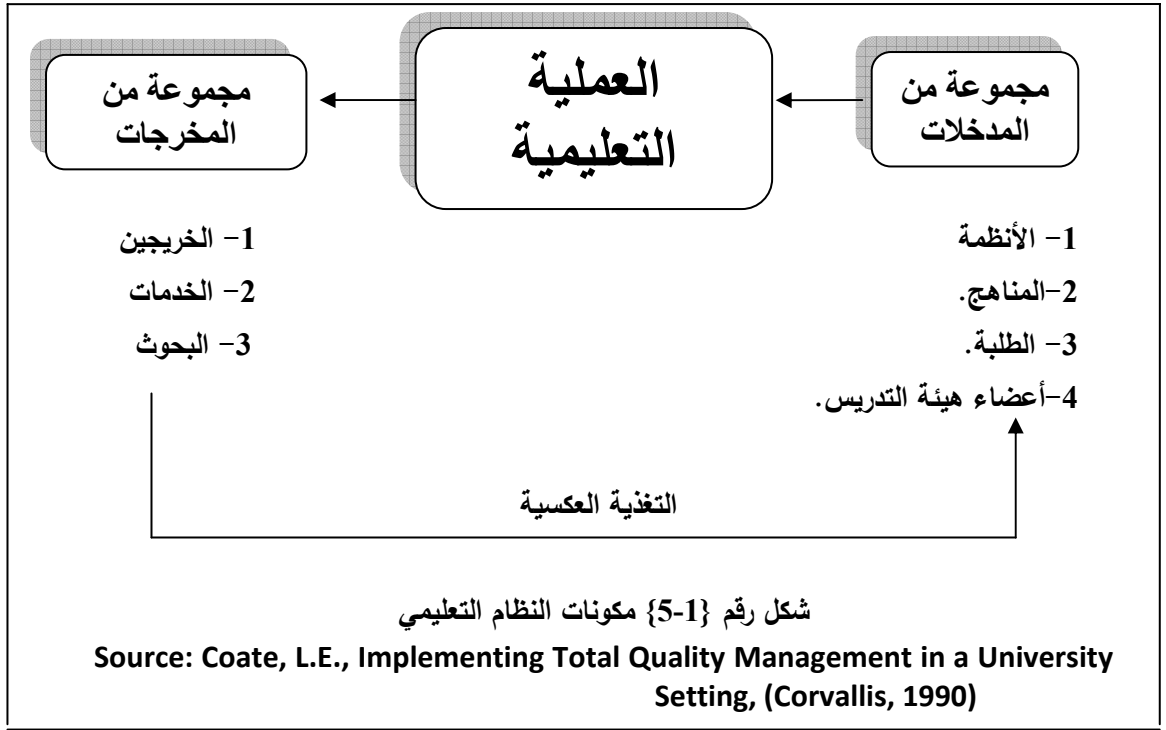 مجموعة من
المدخلات
العملية
التعليمية
مجموعة من
المخرجات
1- الأنظمة
2-المناهج.
3- الطلبة.
4-أعضاء هيئة التدريس.
1- الخريجين
2- الخدمات
3- البحوث
التغذية العكسية
شكل رقم {1-5} مكونات النظام التعليمي
Source: Coate, L.E., Implementing Total Quality Management in a University
Setting, (Corvallis, 1990)